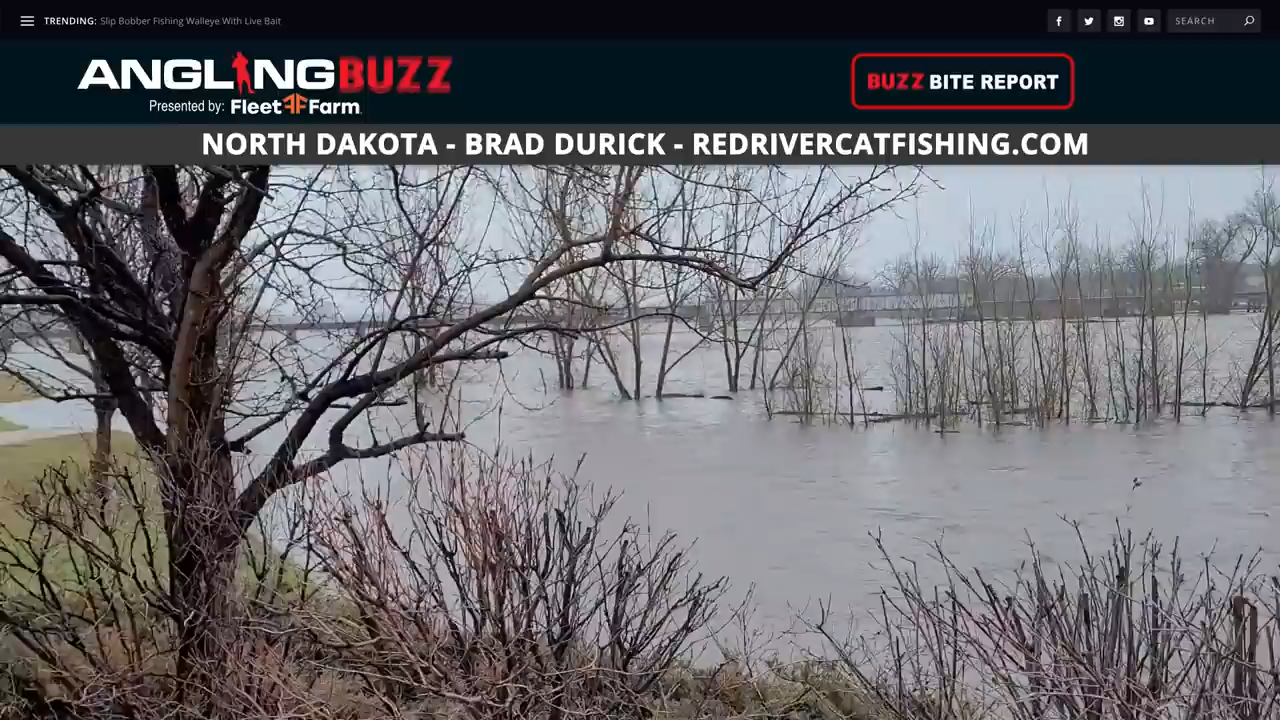 TRENDING: Slip Bobber Fishing Walleye With Live Bait
SEARCH
ANGLINGBUZZ
Presented by: Fleet Farm
BUZZ BITE REPORT
NORTH DAKOTA - BRAD DURICK - REDRIVERCATFISHING.COM